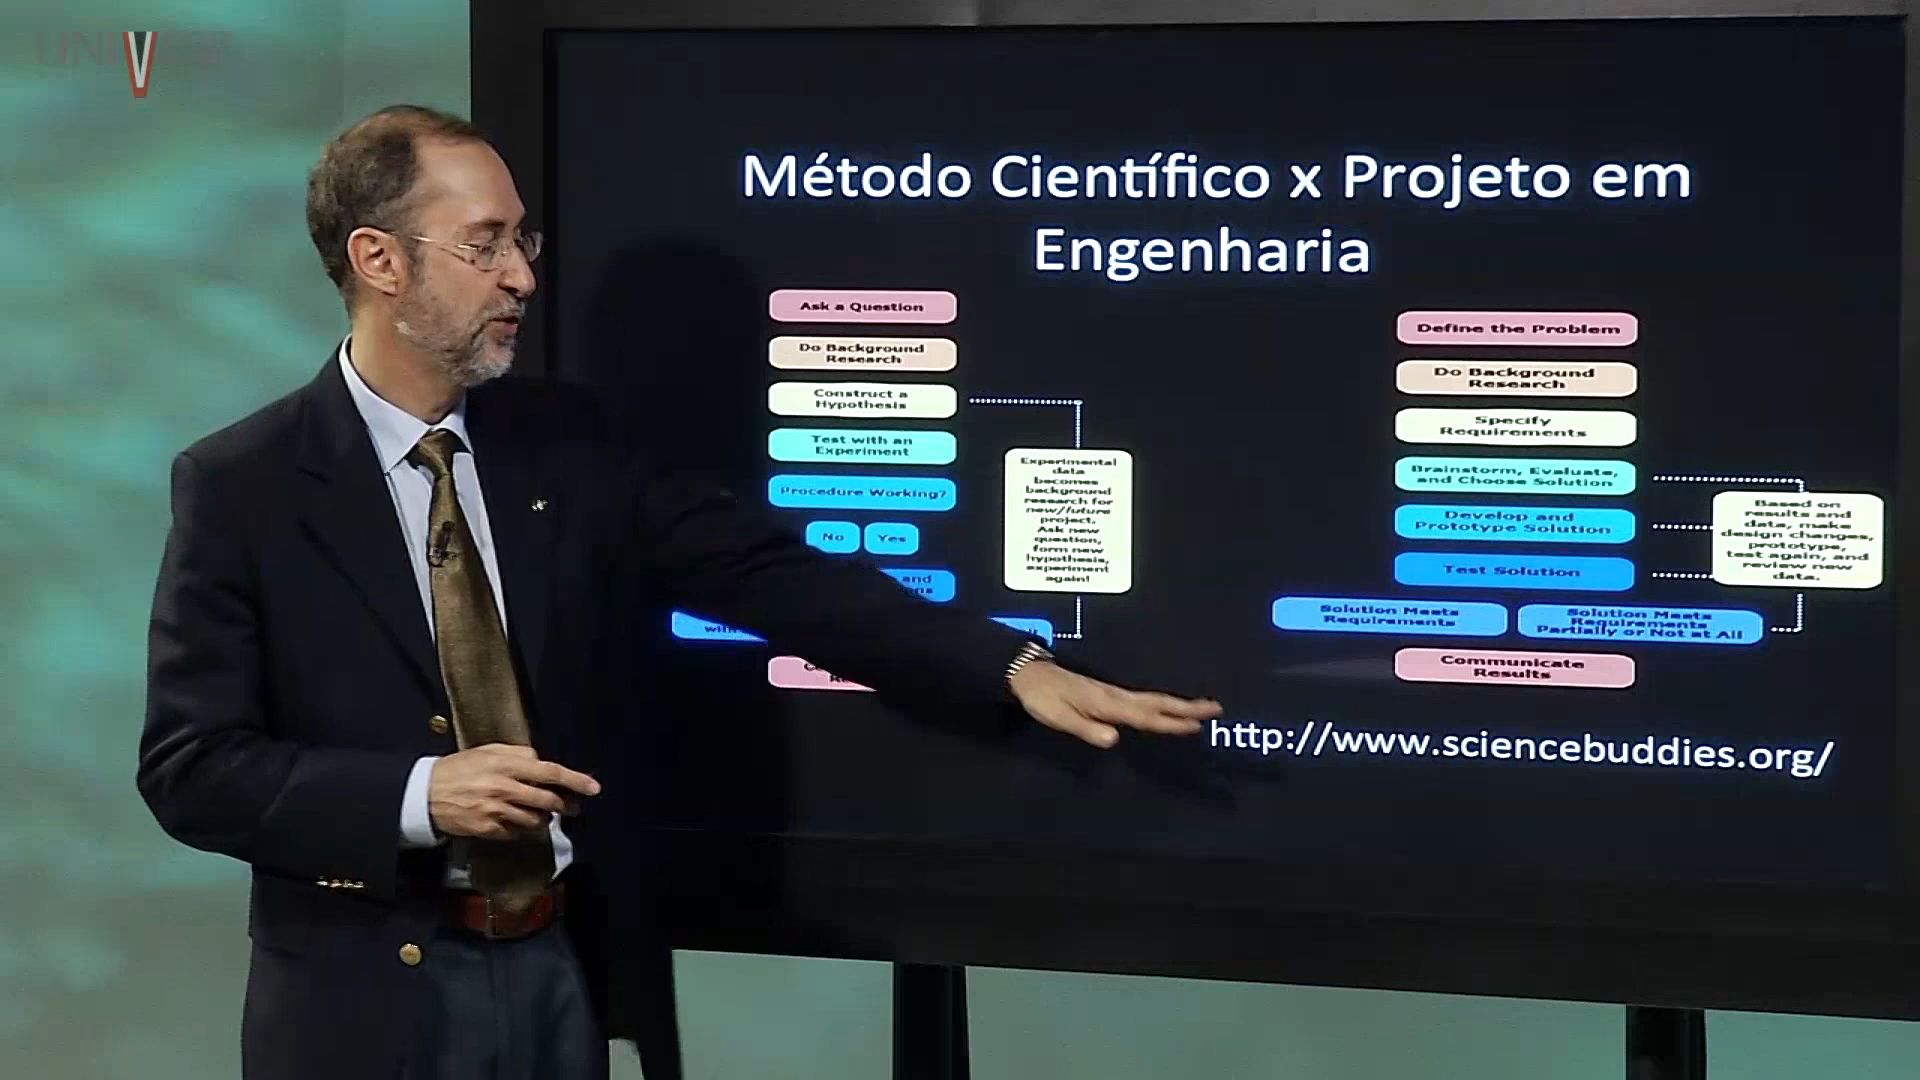 UNIVESP
Método Científico x Projeto em
Engenharia
Ask a Question
Do Background
Research
Construct a
Hypothesis
Test with an
Experiment
Procedure Working?
No
Yes
and
Experimental
data
becomes
background
research for
new/future
project.
Ask new
question,
form new
hypothesis,
experiment
again!
Define the Problem
Do Background
Research
Specify
Requirements
Brainstorm, Evaluate,
and Choose Solution
Develop and
Prototype Solution
Test Solution
Based on
results and
data, make
design changes,
prototype,
test again, and
review new
data.
Solution Meets
Requirements
Solution Meets
Requirements
Partially or Not at All
Communicate
Results
http://www.sciencebuddies.org/